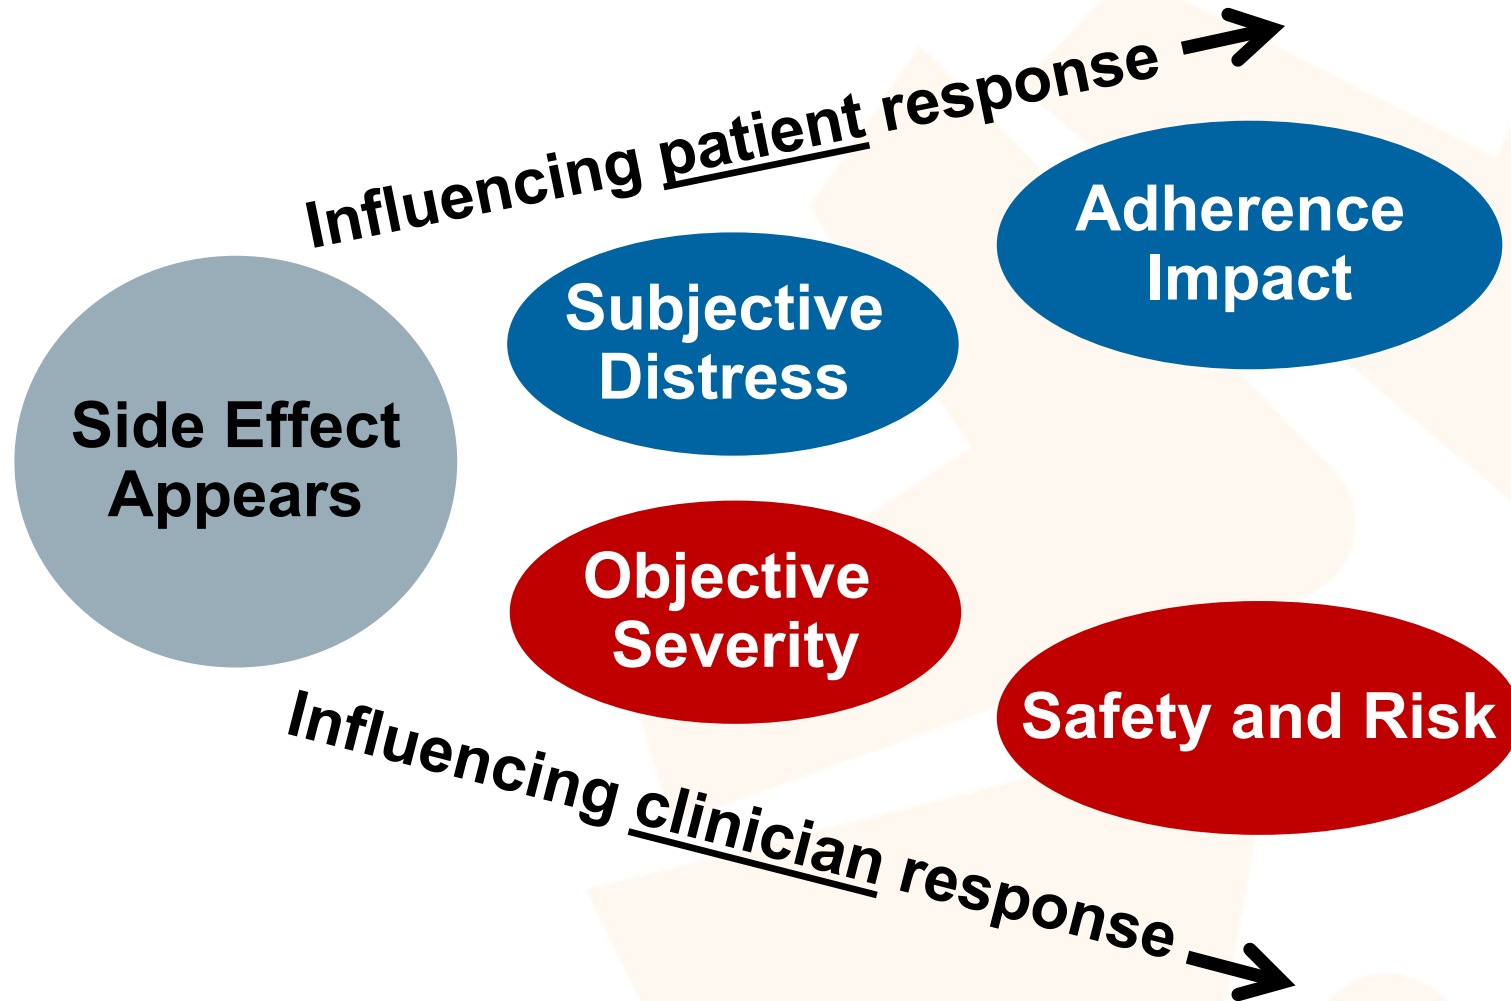 Influencing patient response
Adherence
Impact
Subjective
Distress
Side Effect
Appears
Objective
Severity
Safety and Risk
Influencing clinician response